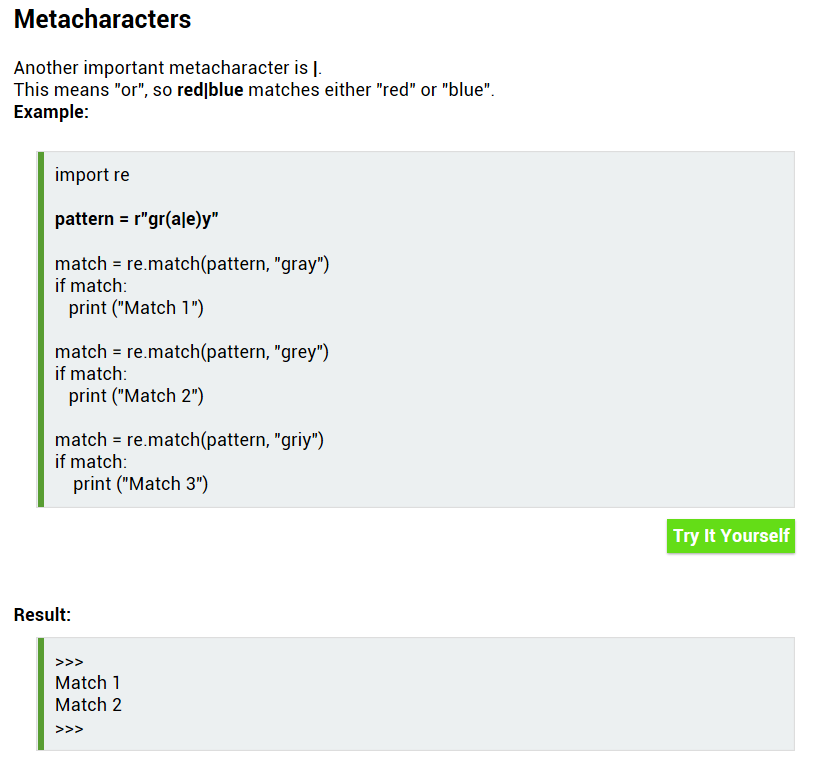 Metacharacters
Another important metacharacter is |.
This means "or", so red|blue matches either "red" or "blue".
Example:
import re
pattern = r"gr(a|e)y"
match = re.match(pattern, "gray")
if match:
   print ("Match 1")
match = re.match(pattern, "grey")
if match:
   print ("Match 2")
match = re.match(pattern, "griy")
if match:
    print ("Match 3")
Try It Yourself
Result:
>>>
Match 1
Match 2
>>>